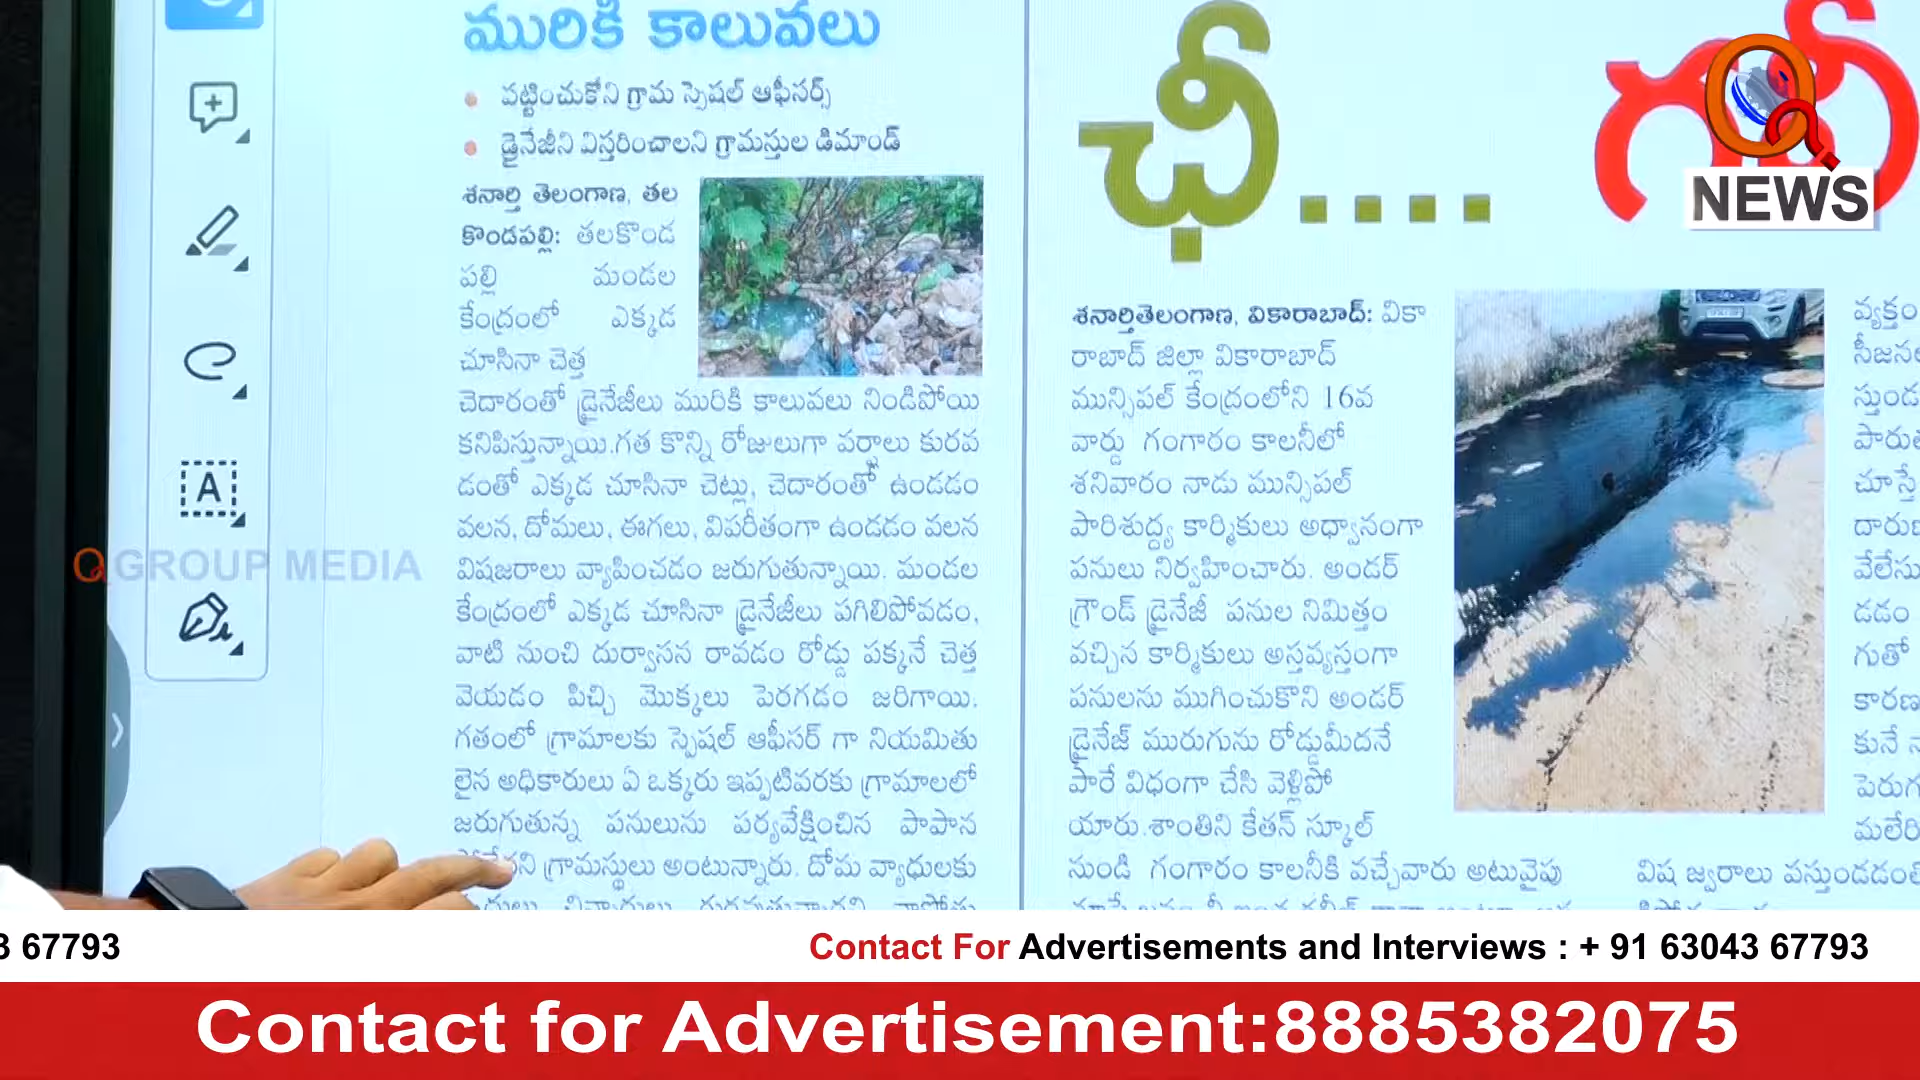 మురికి కాలువలు
పట్టించుకోని గ్రామ స్పెషల్ ఆఫీసర్స్
డ్రైనేజీని విస్తరించాలని గ్రామస్తుల డిమాండ్
శనార్తి తెలంగాణ, తల
కొండపల్లి: తలకొండ
పల్లి మండల
కేంద్రంలో ఎక్కడ
చూసినా చెత్త
చెదారంతో డ్రైనేజీలు మురికి కాలువలు నిండిపోయి
కనిపిస్తున్నాయి.గత కొన్ని రోజులుగా వర్షాలు కురవ
డంతో ఎక్కడ చూసినా చెట్లు, చెదారంతో ఉండడం
వలన, దోమలు, ఈగలు, విపరీతంగా ఉండడం వలన
విషజరాలు వ్యాపించడం జరుగుతున్నాయి. మండల
కేంద్రంలో ఎక్కడ చూసినా డ్రైనేజీలు పగిలిపోవడం,
వాటి నుంచి దుర్వాసన రావడం రోడ్డు పక్కనే చెత్త
వెయడం పిచ్చి మొక్కలు పెరగడం జరిగాయి.
గతంలో గ్రామాలకు స్పెషల్ ఆఫీసర్ గా నియమితు
లైన అధికారులు ఏ ఒక్కరు ఇప్పటివరకు గ్రామాలలో
జరుగుతున్న పనులును పర్యవేక్షించిన పాపాన
గ్రామస్థులు అంటున్నారు. దోమ వ్యాధులకు
ఛీ....
NEWS
శనార్తితెలంగాణ, వికారాబాద్: వికా
రాబాద్ జిల్లా వికారాబాద్
మున్సిపల్ కేంద్రంలోని 16వ
వార్డు గంగారం కాలనీలో
శనివారం నాడు మున్సిపల్
పారిశుద్ధ్య కార్మికులు అధ్వానంగా
పనులు నిర్వహించారు. అండర్
గ్రౌండ్ డ్రైనేజీ పనుల నిమిత్తం
వచ్చిన కార్మికులు అస్తవ్యస్తంగా
పనులను ముగించుకొని అండర్
డ్రైనేజ్ మురుగును రోడ్డుమీదనే
పారే విధంగా చేసి వెళ్లిపో
యారు.శాంతిని కేతన్ స్కూల్
నుండి గంగారం కాలనీకి వచ్చేవారు అటువైపు
విష జ్వరాలు వస్తుండడంత
A
GROUP MEDIA
3 67793
Contact For Advertisements and Interviews : + 91 63043 67793
Contact for Advertisement:8885382075